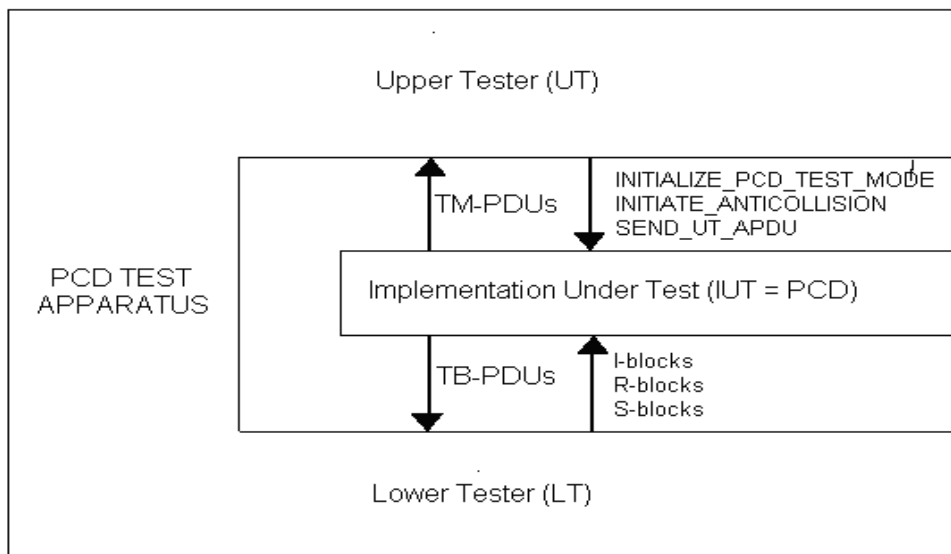 Upper Tester (UT)
TM-PDUs
INITIALIZE_PCD_TEST_MODE
INITIATE_ANTICOLLISION
SEND_UT_APDU
PCD TEST
APPARATUS
Implementation Under Test (IUT = PCD)
TB-PDUs
I-blocks
R-blocks
S-blocks
Lower Tester (LT)